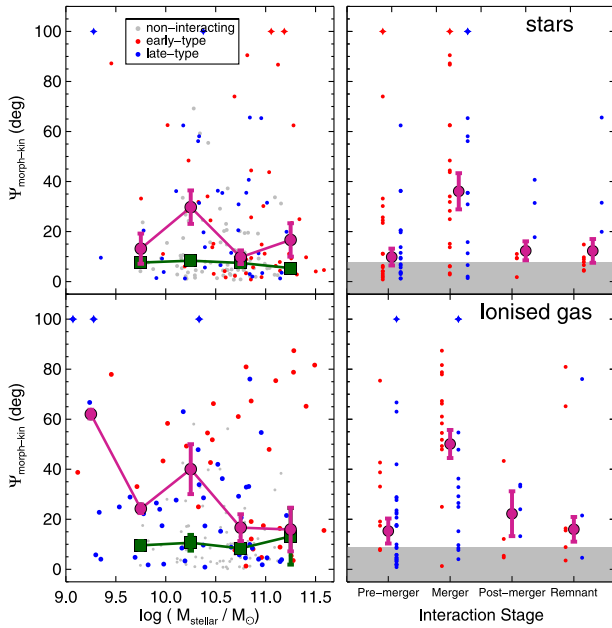 stars
non-interacting
early-type
late-type
100
80
60
40
20
0
Ψmorph-kin (deg)
Ionised gas
100
80
60
40
20
0
Ψmorph-kin (deg)
9.0 9.5 10.0 10.5 11.0 11.5
log ( Mstellar / M⊙ )
Pre-merger Merger Post-merger Remnant
Interaction Stage